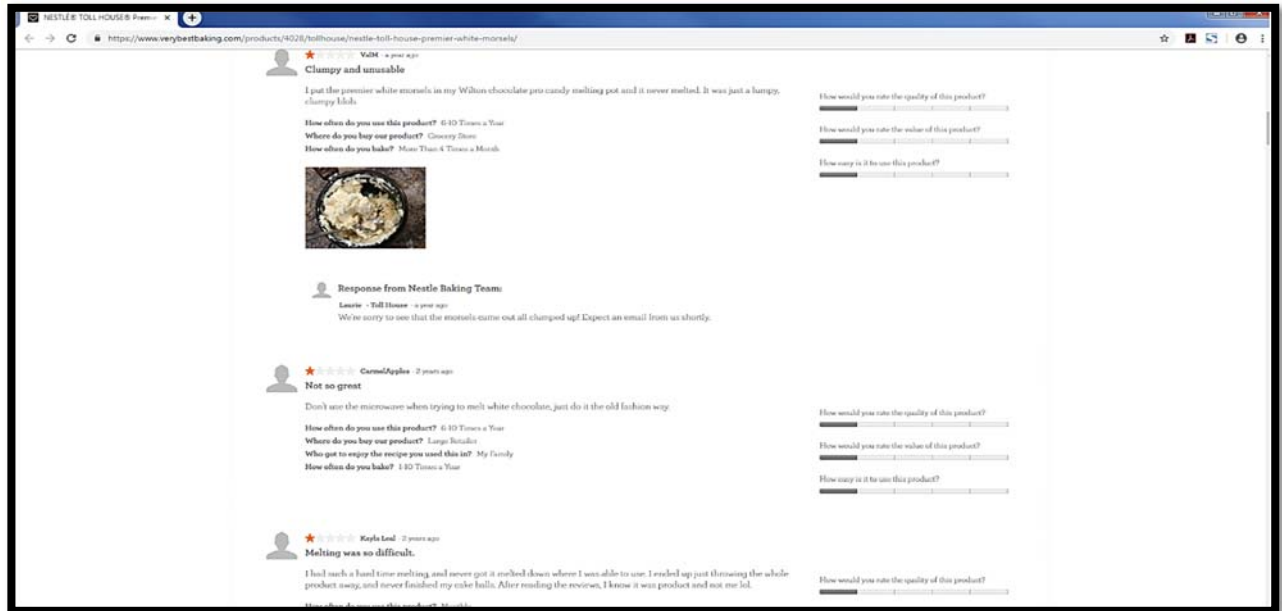 NESTLÉ® TOLL HOUSE® Premi
https://www.verybestbaking.com/products/4028/tollhouse/nestle-toll-house-premier-white-morsels/
ValM - a year ago
Clumpy and unusable
I put the premier white morsels in my Wilton chocolate pro candy melting pot and it never melted. It was just a lumpy,
clumpy blob.
How often do you use this product? 6-10 Times a Year
Where do you buy our product? Grocery Store
How often do you bake? More Than 4 Times a Month
How would you rate the quality of this product?
How would you rate the value of this product?
How easy is it to use this product?
Response from Nestle Baking Team:
Laurie - Toll House - a year ago
We're sorry to see that the morsels came out all clumped up! Expect an email from us shortly.
CarmelApples - 2 years ago
Not so great
Don't use the microwave when trying to melt white chocolate, just do it the old fashion way.
How often do you use this product? 6-10 Times a Year
Where do you buy our product? Large Retailer
Who got to enjoy the recipe you used this in? My Family
How often do you bake? 1-10 Times a Year
How would you rate the quality of this product?
How would you rate the value of this product?
How easy is it to use this product?
Kayla Leal - 2 years ago
Melting was so difficult.
I had such a hard time melting, and never got it melted down where I was able to use. I ended up just throwing the whole
product away, and never finished my cake balls. After reading the reviews, I know it was product and not me lol.
How often do you use this product? Monthly
How would you rate the quality of this product?